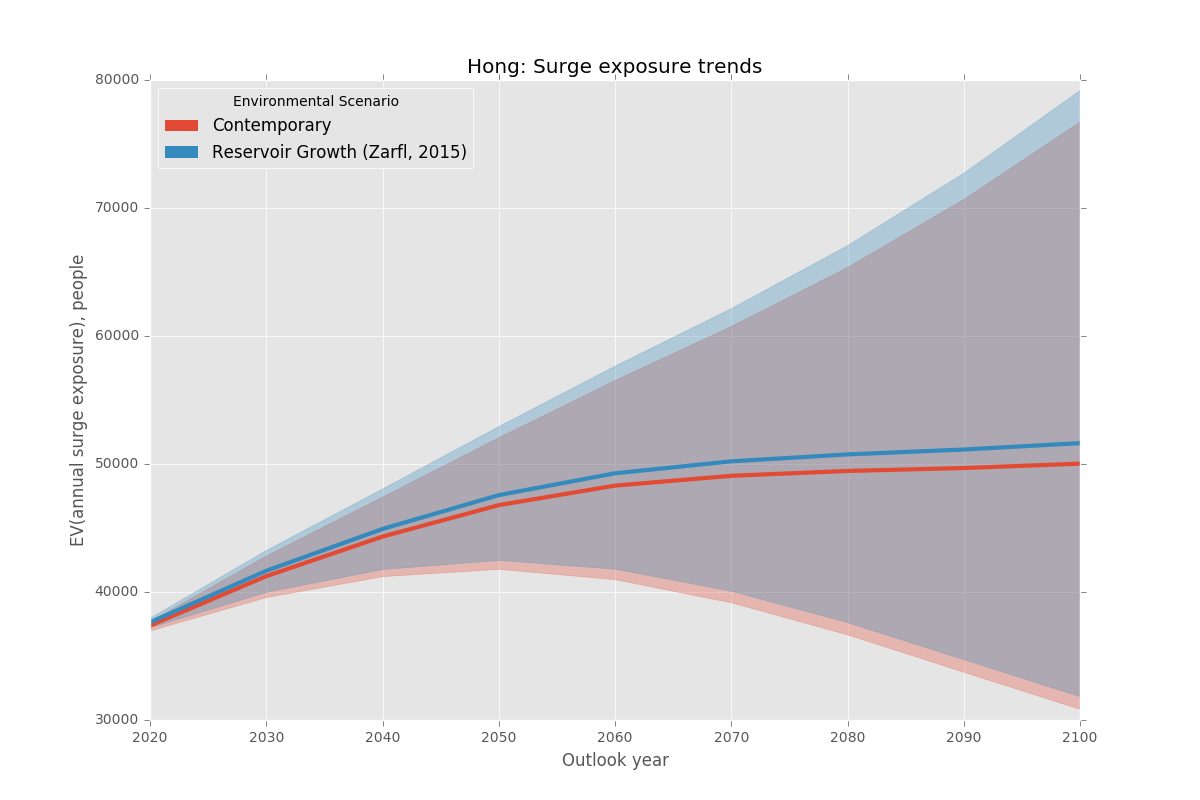 Hong: Surge exposure trends
Environmental Scenario
Contemporary
Reservoir Growth (Zarfl, 2015)
EV(annual surge exposure), people
80000
70000
60000
50000
40000
30000
2020 2030 2040 2050 2060 2070 2080 2090 2100
Outlook year